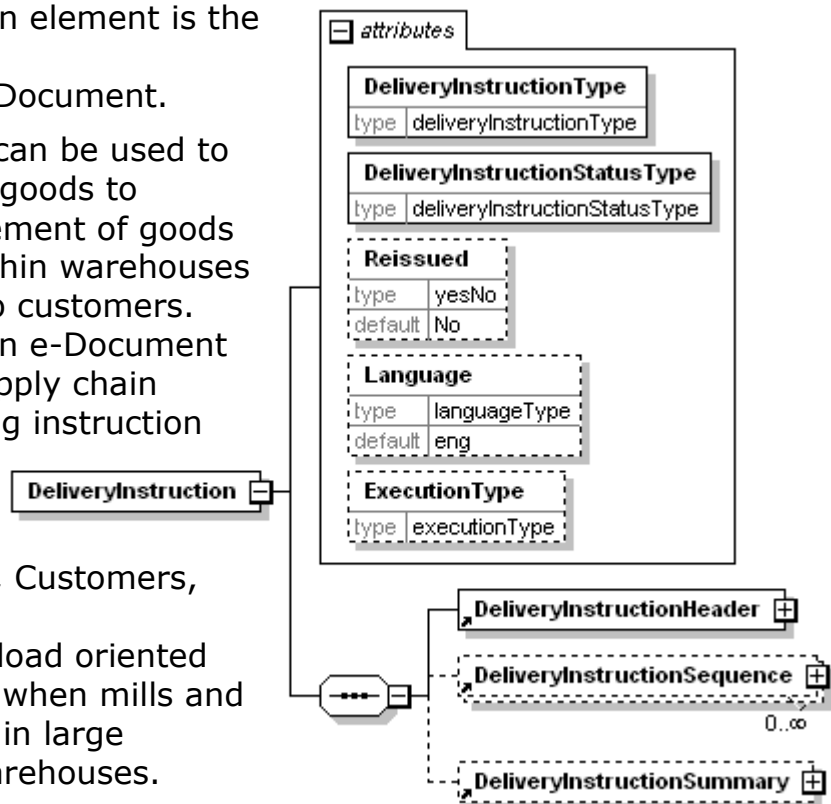 n element is the
Document.
can be used to
goods to
ement of goods
thin warehouses
o customers.
n e-Document
pply chain
g instruction
, Customers,
load oriented
when mills and
in large
arehouses.
attributes
DeliveryInstructionType
type deliveryInstructionType
DeliveryInstructionStatusType
type deliveryInstructionStatusType
Reissued
type yesNo
default No
Language
type languageType
default eng
ExecutionType
type executionType
DeliveryInstruction
DeliveryInstructionHeader
DeliveryInstructionSequence
0..∞
DeliveryInstructionSummary